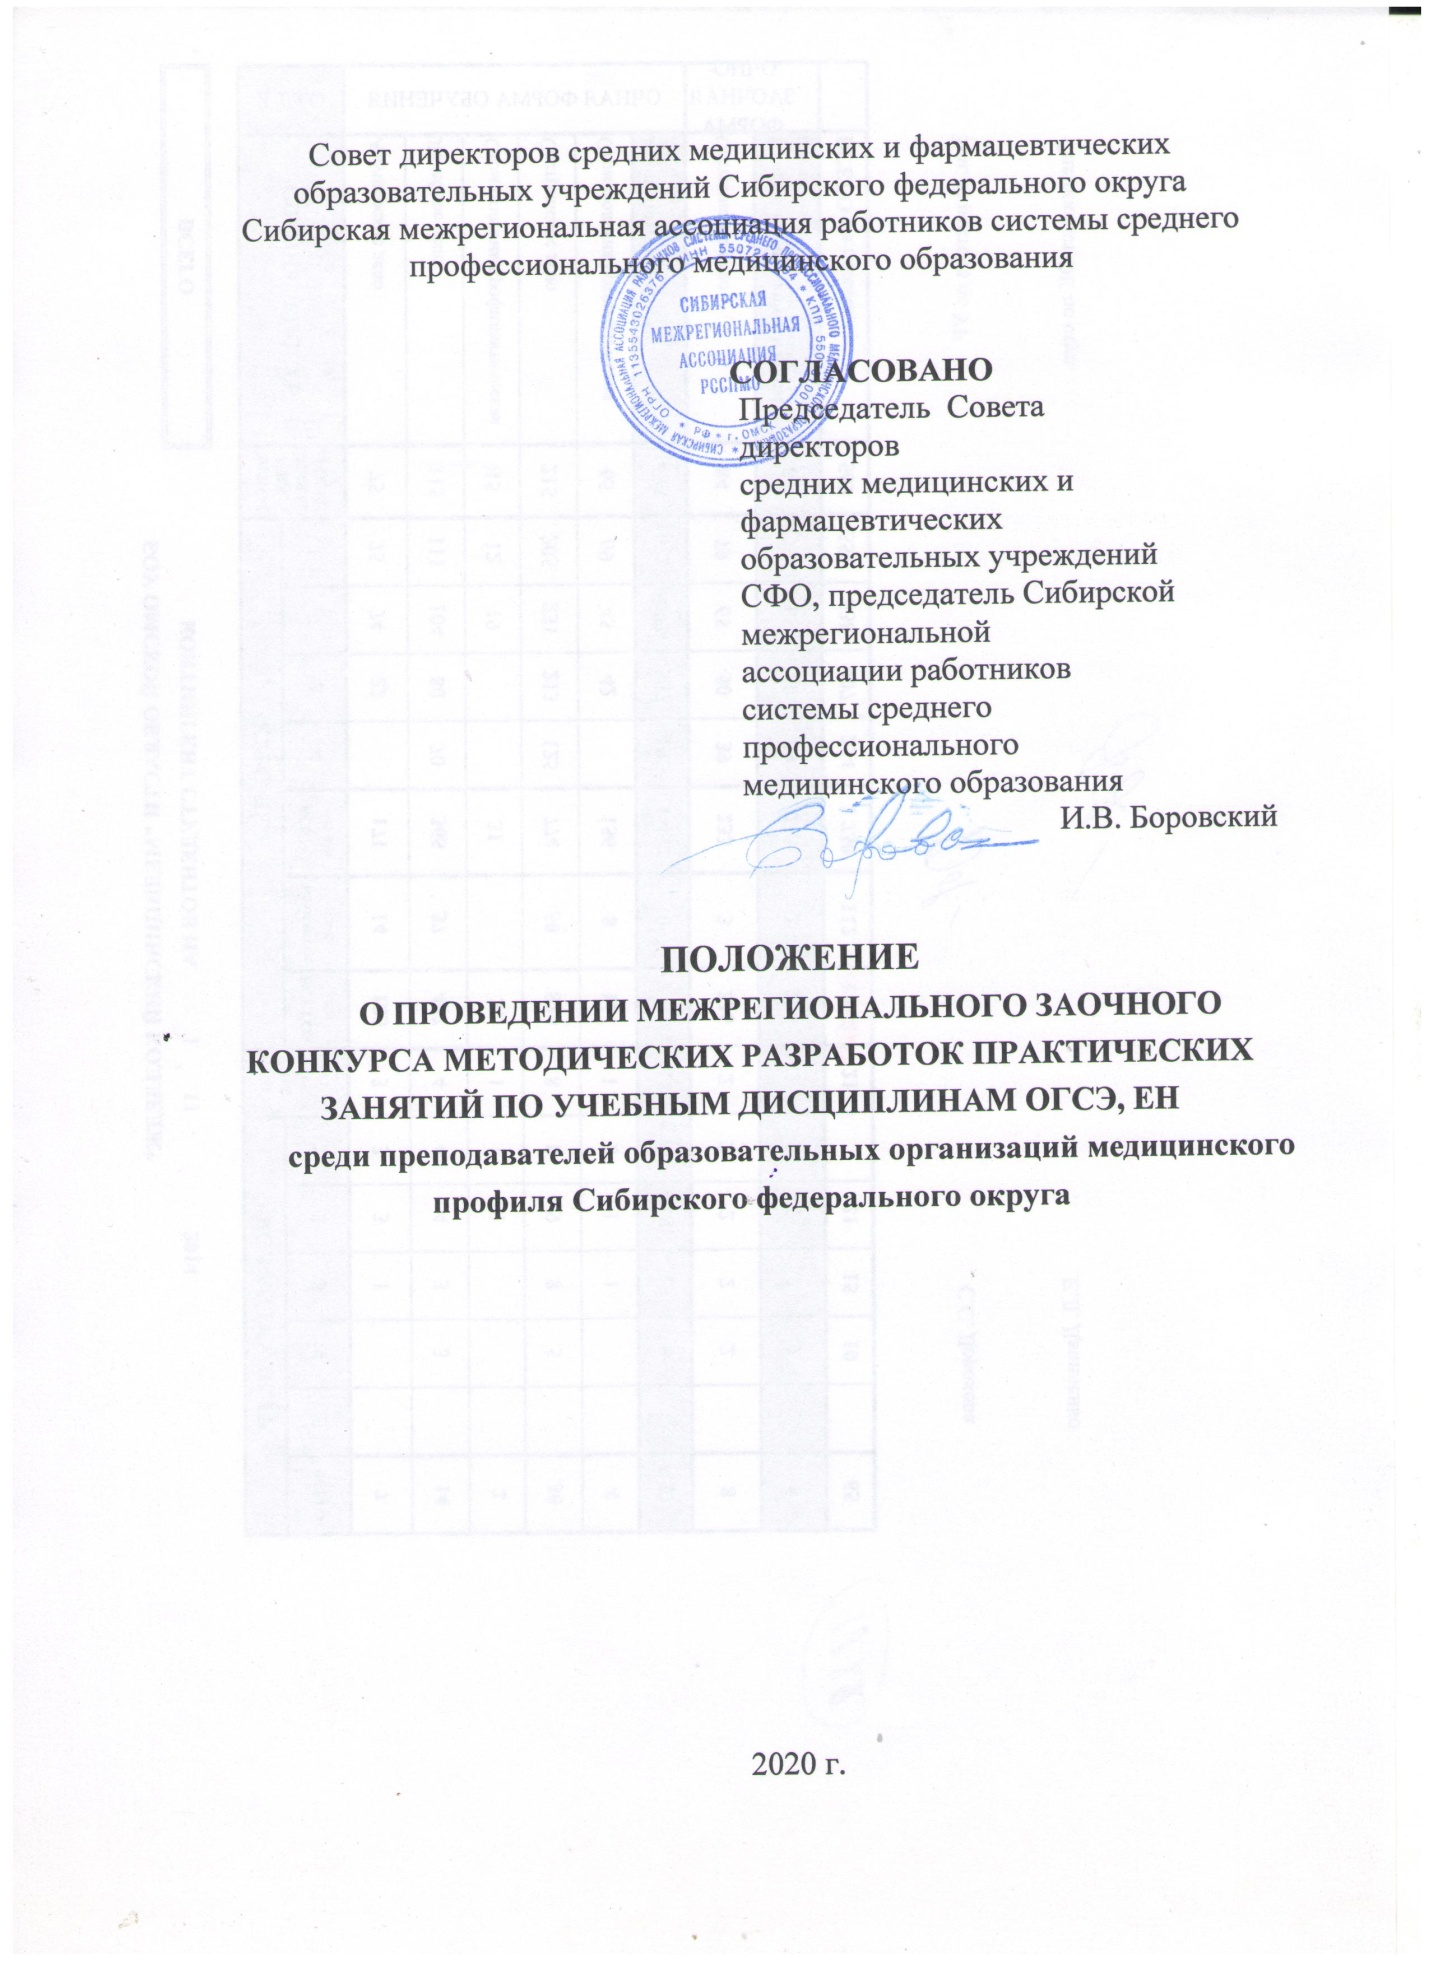 Совет директоров средних медицинских и фармацевтических
образовательных учреждений Сибирского федерального округа
Сибирская межрегиональная ассоциация работников системы среднего
профессионального медицинского образования
СИБИРСКАЯ
МЕЖРЕГИОНАЛЬНАЯ
АССОЦИАЦИЯ
РССПМО
СОГЛАСОВАНО
Председатель Совета
директоров
средних медицинских и
фармацевтических
образовательных учреждений
СФО, председатель Сибирской
межрегиональной
ассоциации работников
системы среднего
профессионального
медицинского образования
И.В. Боровский
ПОЛОЖЕНИЕ
О ПРОВЕДЕНИИ МЕЖРЕГИОНАЛЬНОГО ЗАОЧНОГО
КОНКУРСА МЕТОДИЧЕСКИХ РАЗРАБОТОК ПРАКТИЧЕСКИХ
ЗАНЯТИЙ ПО УЧЕБНЫМ ДИСЦИПЛИНАМ ОГСЭ, ЕН
среди преподавателей образовательных организаций медицинского
профиля Сибирского федерального округа
2020 г.